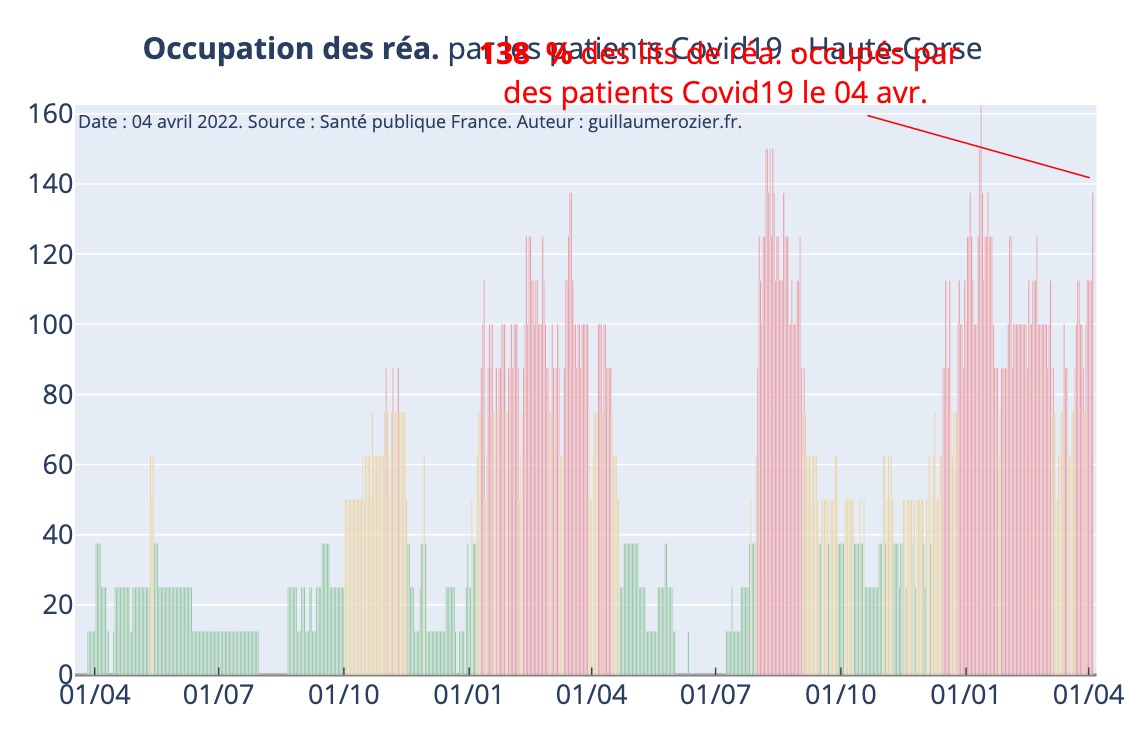 Occupation des réa. par les patients Covid19 - Haute-Corse
138 % des lits de réa. occupés par
des patients Covid19 le 04 avr.
Date : 04 avril 2022. Source : Santé publique France. Auteur : guillaumerozier.fr.
160
140
120
100
80
60
40
20
0
01/04 01/07 01/10 01/01 01/04 01/07 01/10 01/01 01/04